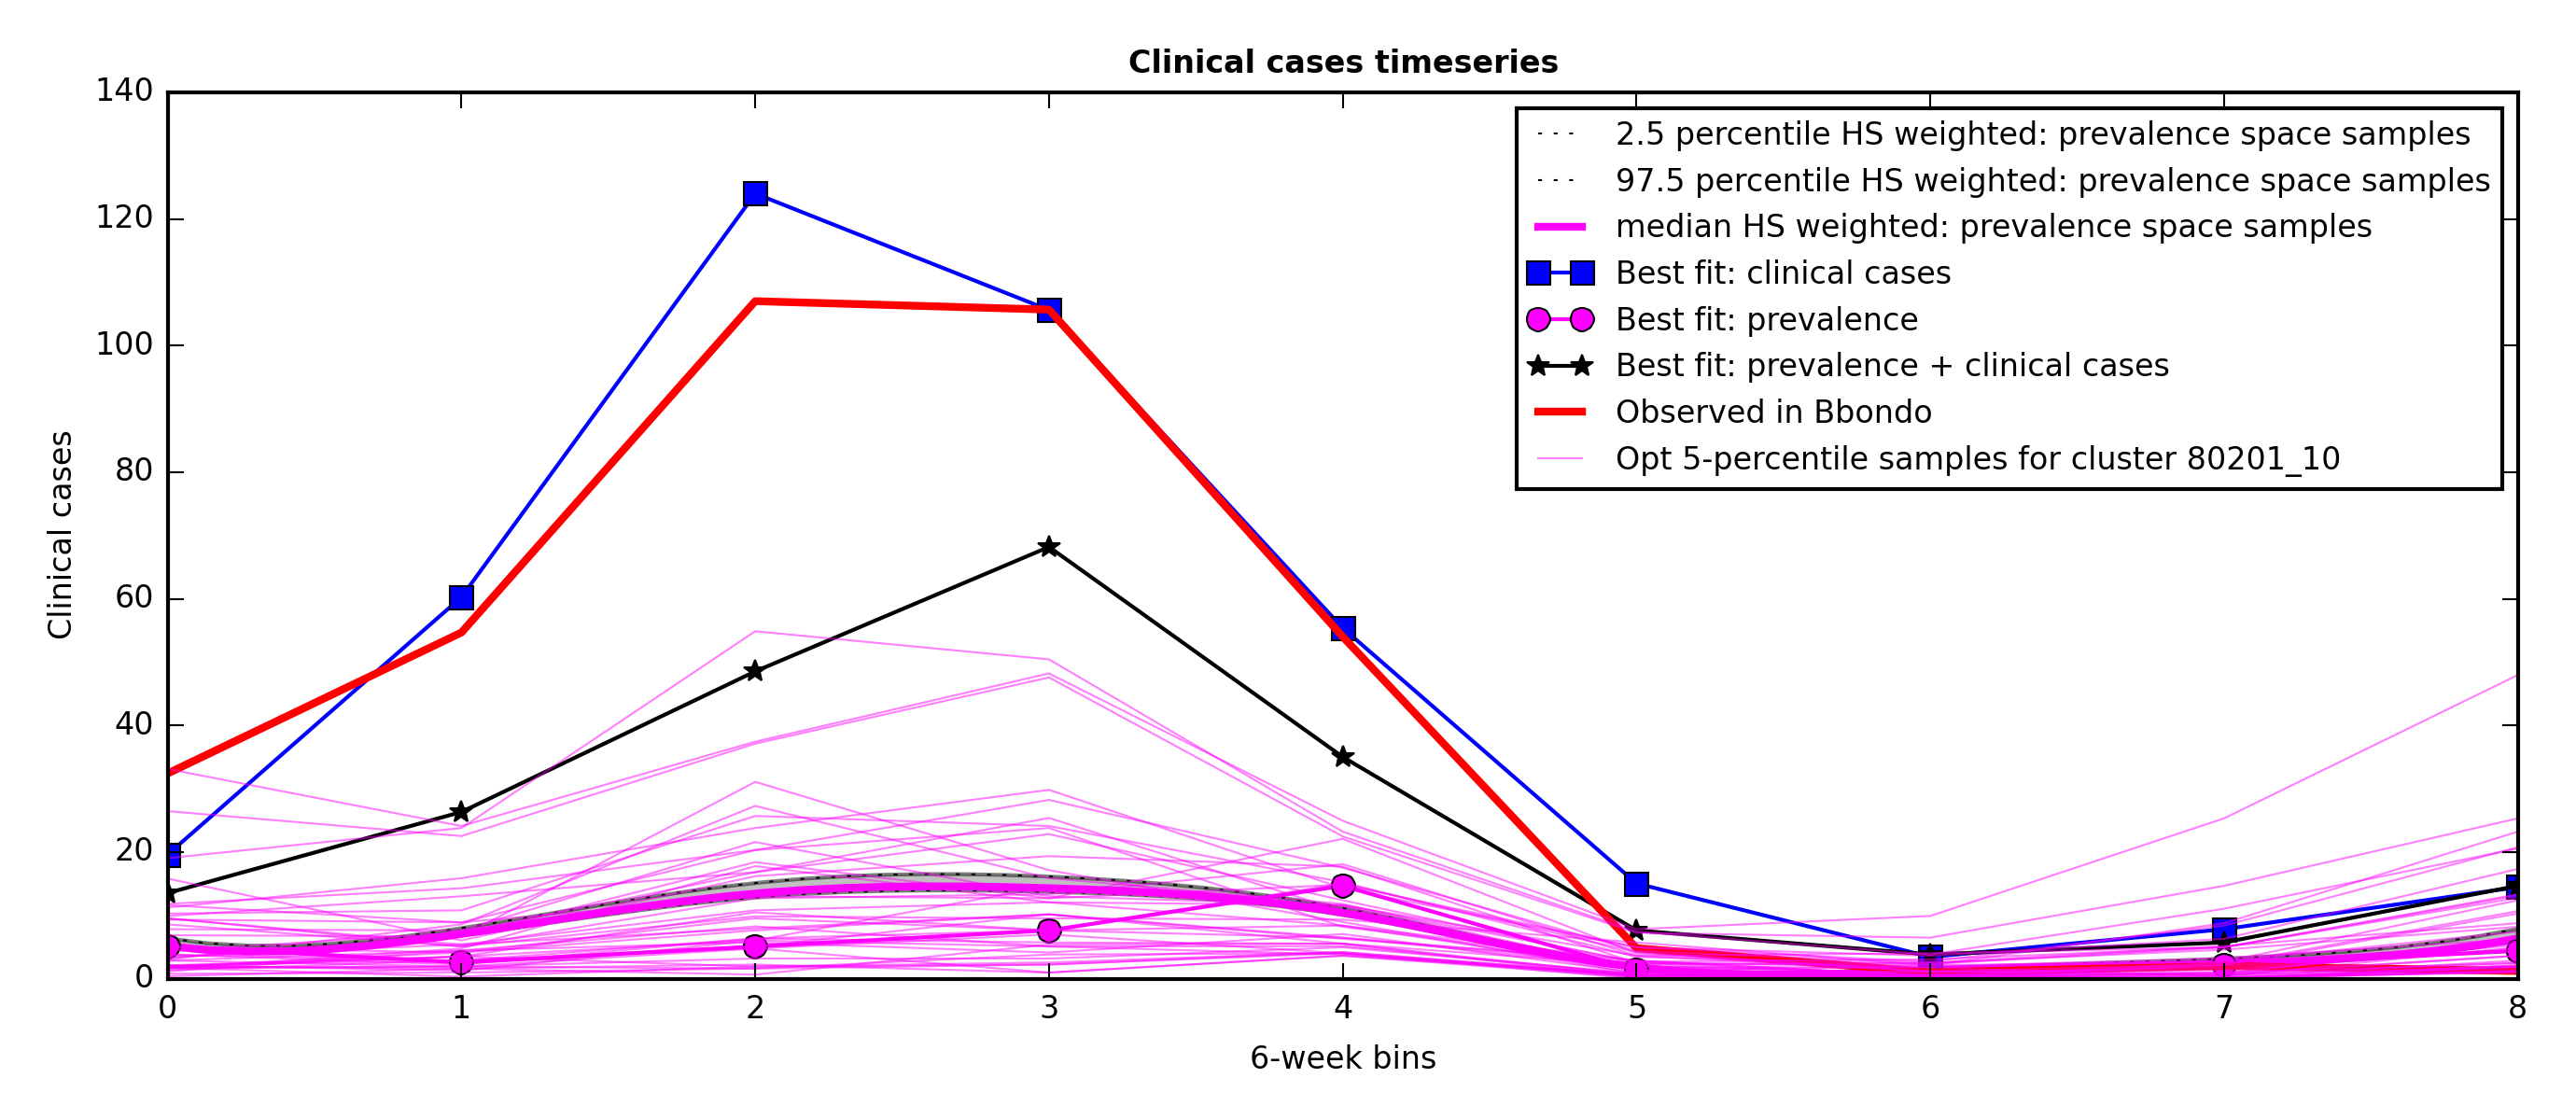 Clinical cases timeseries
140
120
100
80
60
40
20
0
Clinical cases
2.5 percentile HS weighted: prevalence space samples
97.5 percentile HS weighted: prevalence space samples
median HS weighted: prevalence space samples
Best fit: clinical cases
Best fit: prevalence
Best fit: prevalence + clinical cases
Observed in Bbondo
Opt 5-percentile samples for cluster 80201_10
0 1 2 3 4 5 6 7 8
6-week bins